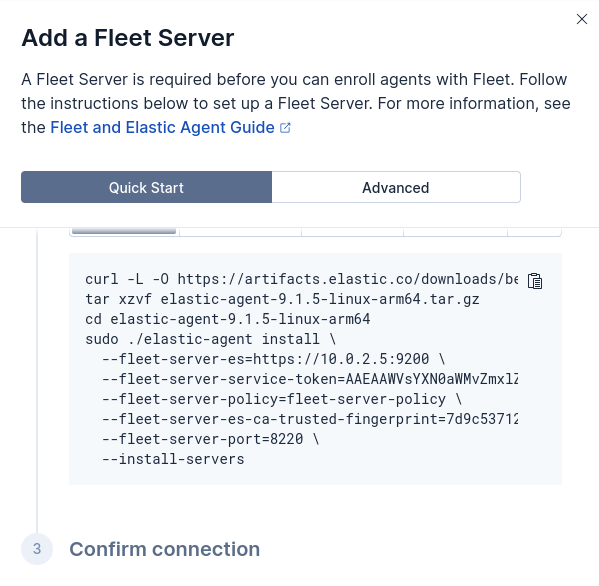 Add a Fleet Server
A Fleet Server is required before you can enroll agents with Fleet. Follow
the instructions below to set up a Fleet Server. For more information, see
the Fleet and Elastic Agent Guide
Quick Start
Advanced
curl -L -O https://artifacts.elastic.co/downloads/be
tar xzvf elastic-agent-9.1.5-linux-arm64.tar.gz
cd elastic-agent-9.1.5-linux-arm64
sudo ./elastic-agent install \
--fleet-server-es=https://10.0.2.5:9200 \
--fleet-server-service-token=AAEAAWVsYXN0aWMvZmxlZ
--fleet-server-policy=fleet-server-policy \
--fleet-server-es-ca-trusted-fingerprint=7d9c53712
--fleet-server-port=8220 \
--install-servers
3
Confirm connection